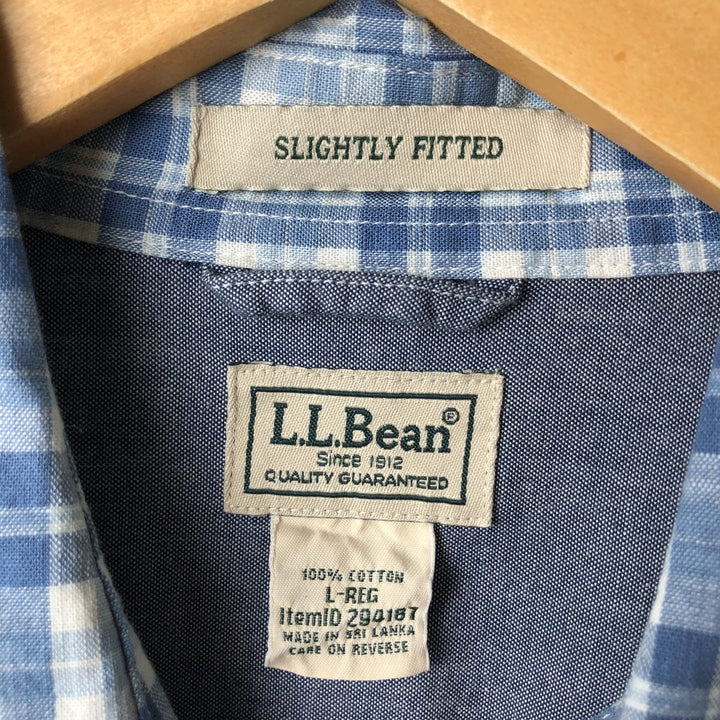 SLIGHTLY FITTED
L.L.Bean®
Since 1912
QUALITY GUARANTEED
100% COTTON
L-REG
ItemID 294187
MADE IN SRI LANKA
CARE ON REVERSE